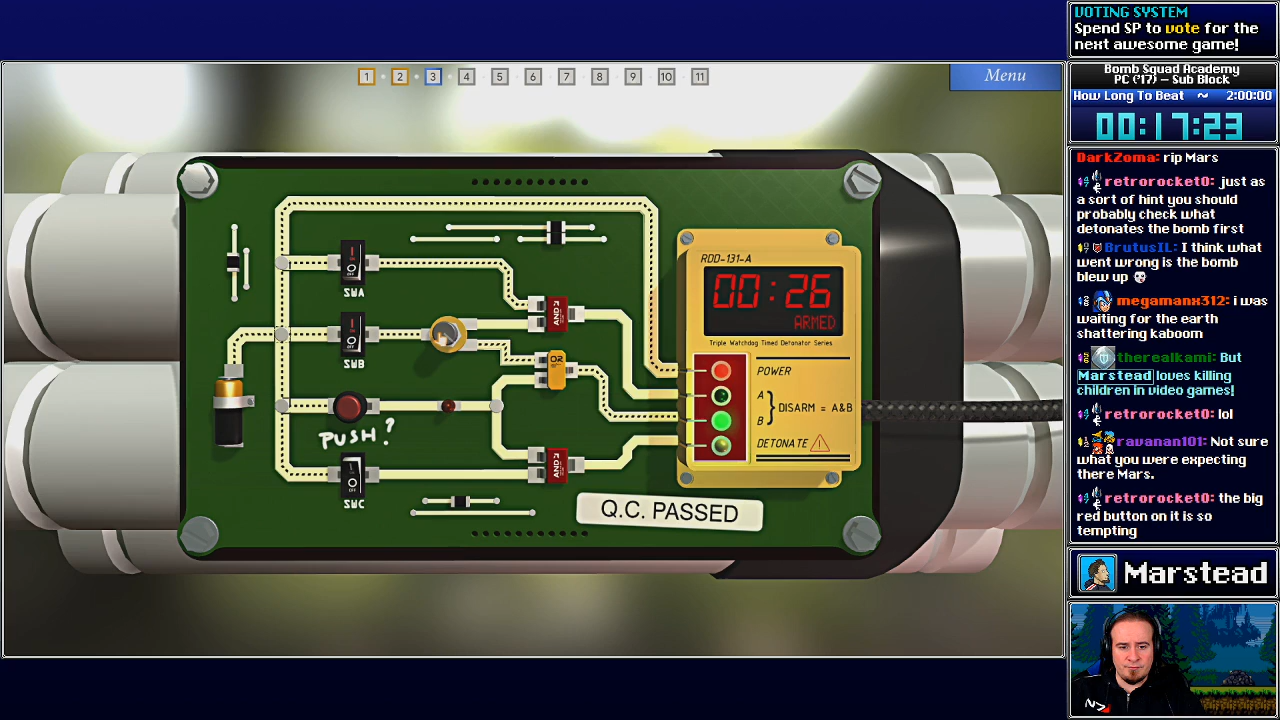 VOTING SYSTEM
Spend SP to vote for the
next awesome game!
1 2 3 4 5 6 7 8 9 10 11
Menu
Bomb Squad Academy
PC ('17) – Sub Block
How Long To Beat ~ 2:00:00
00:17:23
DarkZoma: rip Mars
retrorocket0: just as
a sort of hint you should
probably check what
detonates the bomb first
BrutusIL: I think what
went wrong is the bomb
blew up
megamanx312: i was
waiting for the earth
shattering kaboom
therealkami: But
Marstead loves killing
children in video games!
retrorocket0: lol
ravanan101: Not sure
what you were expecting
there Mars.
retrorocket0: the big
red button on it is so
tempting
Marstead
RDD-131-A
00:26
ARMED
Triple Watchdog Timed Detonator Series
POWER
A
B
DISARM = A&B
DETONATE
SWA
SWB
PUSH?
SWC
AND
OR
AND
OFF
OFF
OFF
Q.C. PASSED